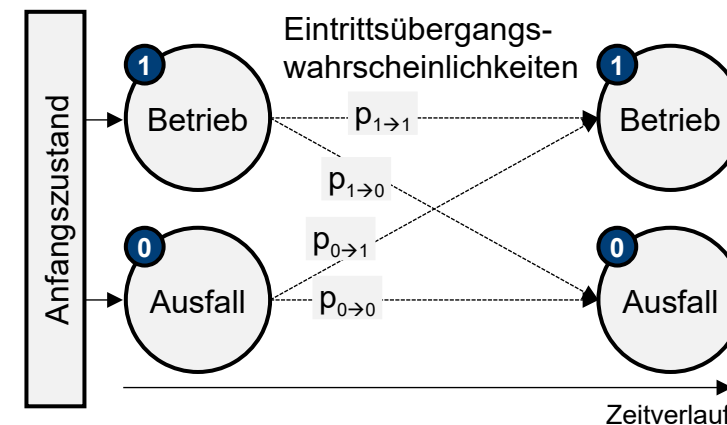 Anfangszustand
Eintrittsübergangs-
wahrscheinlichkeiten
1
Betrieb
p1→1
1
Betrieb
p1→0
p0→1
0
Ausfall
p0→0
0
Ausfall
Zeitverlauf